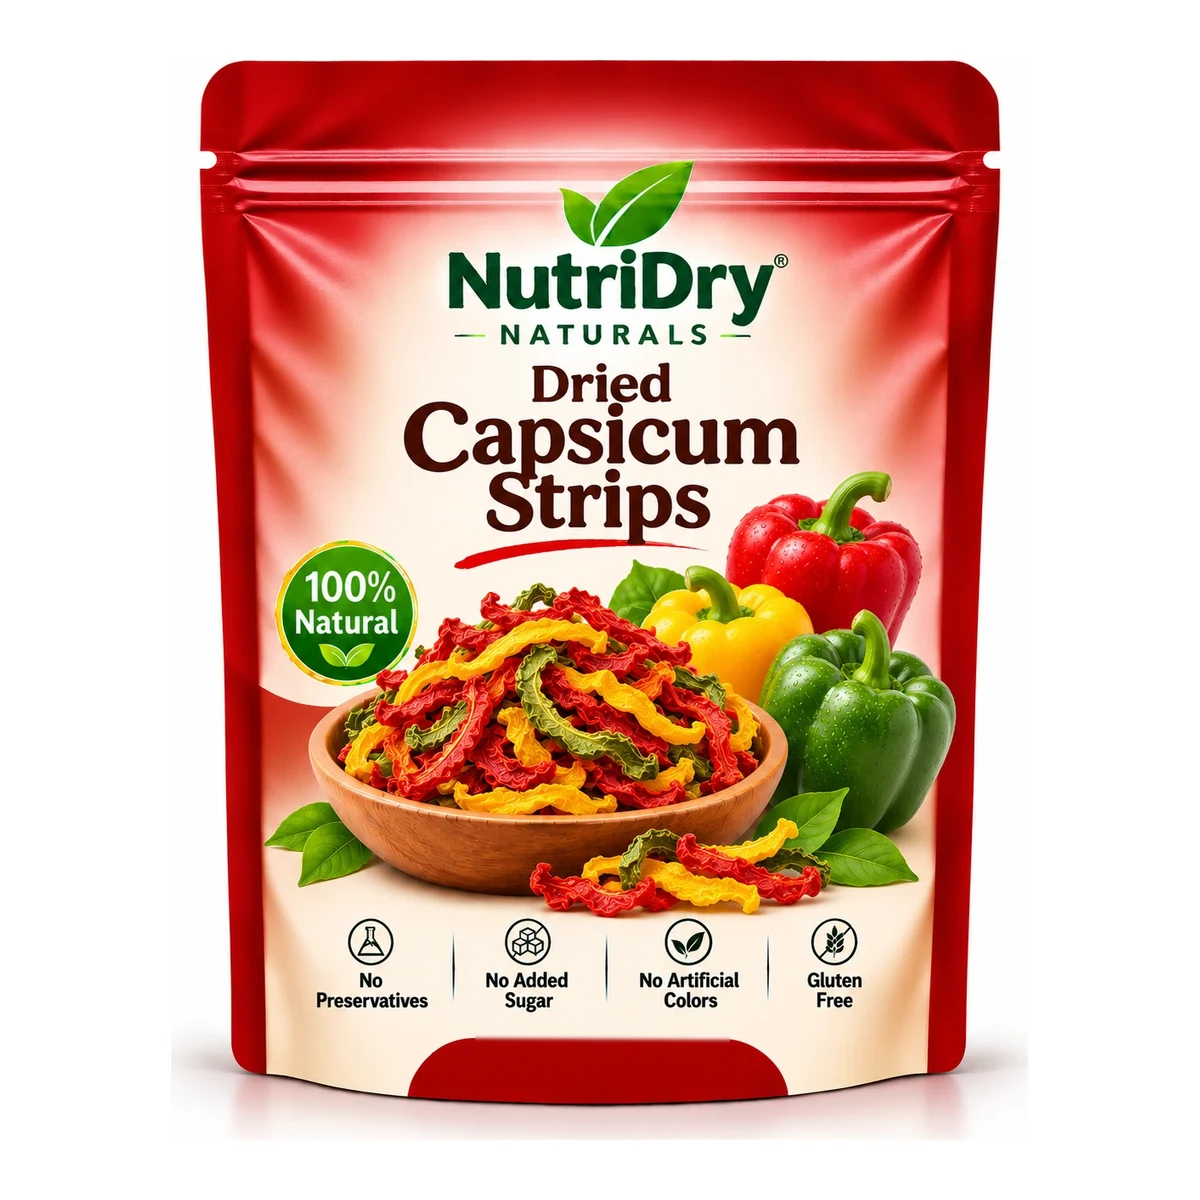 NutriDry®
NATURALS
Dried
Capsicum
Strips
100%
Natural
No
Preservatives
No Added
Sugar
No Artificial
Colors
Gluten
Free